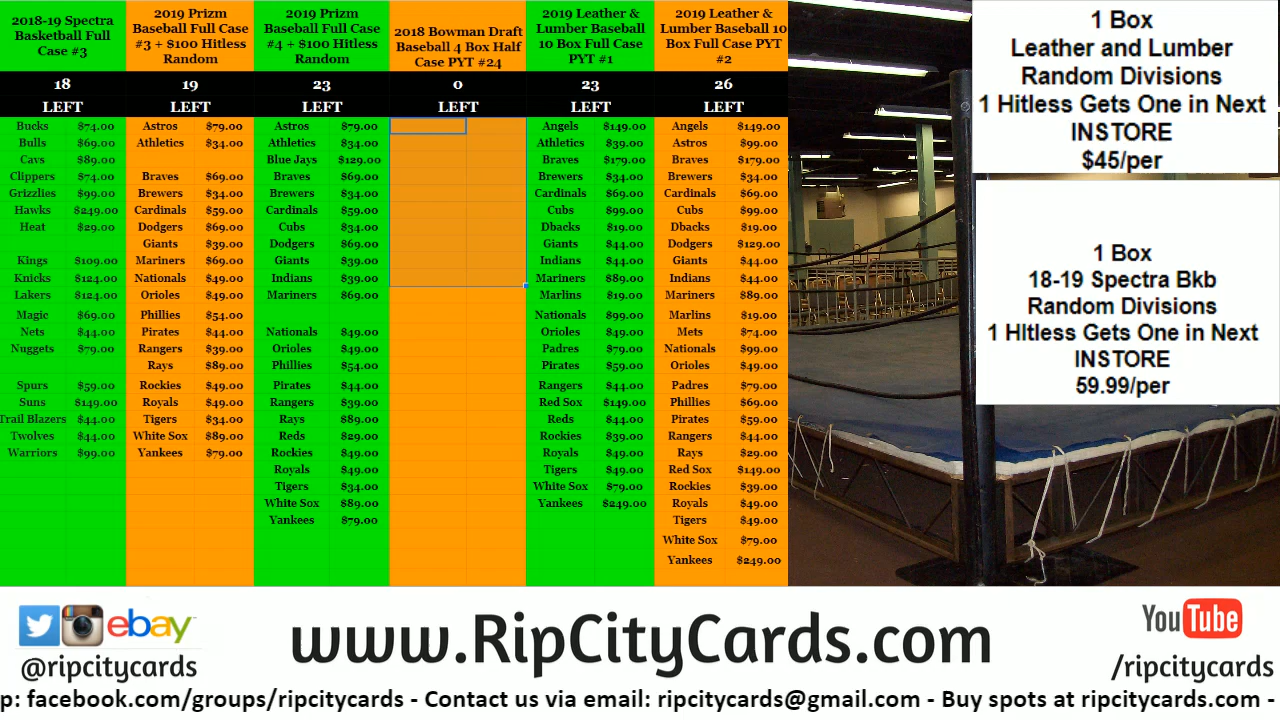 2018-19 Spectra
Basketball Full
Case #3
18
LEFT
Bucks $74.00
Bulls $69.00
Cavs $89.00
Clippers $74.00
Grizzlies $99.00
Hawks $249.00
Heat $29.00
Kings $109.00
Knicks $124.00
Lakers $124.00
Magic $69.00
Nets $44.00
Nuggets $79.00
Spurs $59.00
Suns $149.00
Trail Blazers $44.00
Twolves $44.00
Warriors $99.00
2019 Prizm
Baseball Full Case
#3 + $100 Hitless
Random
19
LEFT
Astros $79.00
Athletics $34.00
Braves $69.00
Brewers $34.00
Cardinals $59.00
Dodgers $69.00
Giants $39.00
Mariners $69.00
Nationals $49.00
Orioles $49.00
Phillies $54.00
Pirates $44.00
Rangers $39.00
Rays $89.00
Rockies $49.00
Royals $49.00
Tigers $34.00
White Sox $89.00
Yankees $79.00
2019 Prizm
Baseball Full Case
#4 + $100 Hitless
Random
23
LEFT
Astros $79.00
Athletics $34.00
Blue Jays $129.00
Braves $69.00
Brewers $34.00
Cardinals $59.00
Cubs $34.00
Dodgers $69.00
Giants $39.00
Indians $39.00
Mariners $69.00
Nationals $49.00
Orioles $49.00
Phillies $54.00
Pirates $44.00
Rangers $39.00
Rays $89.00
Reds $29.00
Rockies $49.00
Royals $49.00
Tigers $34.00
White Sox $89.00
Yankees $79.00
2018 Bowman Draft
Baseball 4 Box Half
Case PYT #24
0
LEFT
2019 Leather &
Lumber Baseball
10 Box Full Case
PYT #1
23
LEFT
Angels $149.00
Athletics $39.00
Braves $179.00
Brewers $34.00
Cardinals $69.00
Cubs $99.00
Dbacks $19.00
Giants $44.00
Indians $44.00
Mariners $89.00
Marlins $19.00
Nationals $99.00
Orioles $49.00
Padres $79.00
Pirates $59.00
Rangers $44.00
Red Sox $149.00
Reds $44.00
Rockies $39.00
Royals $49.00
Tigers $49.00
White Sox $79.00
Yankees $249.00
2019 Leather &
Lumber Baseball 10
Box Full Case PYT
#2
26
LEFT
Angels $149.00
Astros $99.00
Braves $179.00
Brewers $34.00
Cardinals $69.00
Cubs $99.00
Dbacks $19.00
Dodgers $129.00
Giants $44.00
Indians $44.00
Mariners $89.00
Marlins $19.00
Mets $74.00
Nationals $99.00
Orioles $49.00
Padres $79.00
Phillies $69.00
Pirates $59.00
Rangers $44.00
Rays $29.00
Red Sox $149.00
Rockies $39.00
Royals $49.00
Tigers $49.00
White Sox $79.00
Yankees $249.00
1 Box
Leather and Lumber
Random Divisions
1 Hitless Gets One in Next
INSTORE
$45/per
1 Box
18-19 Spectra Bkb
Random Divisions
1 HItless Gets One in Next
INSTORE
59.99/per
ebay
@ripcitycards
www.RipCityCards.com
YouTube
/ripcitycards
p: facebook.com/groups/ripcitycards - Contact us via email: ripcitycards@gmail.com - Buy spots at ripcitycards.com -